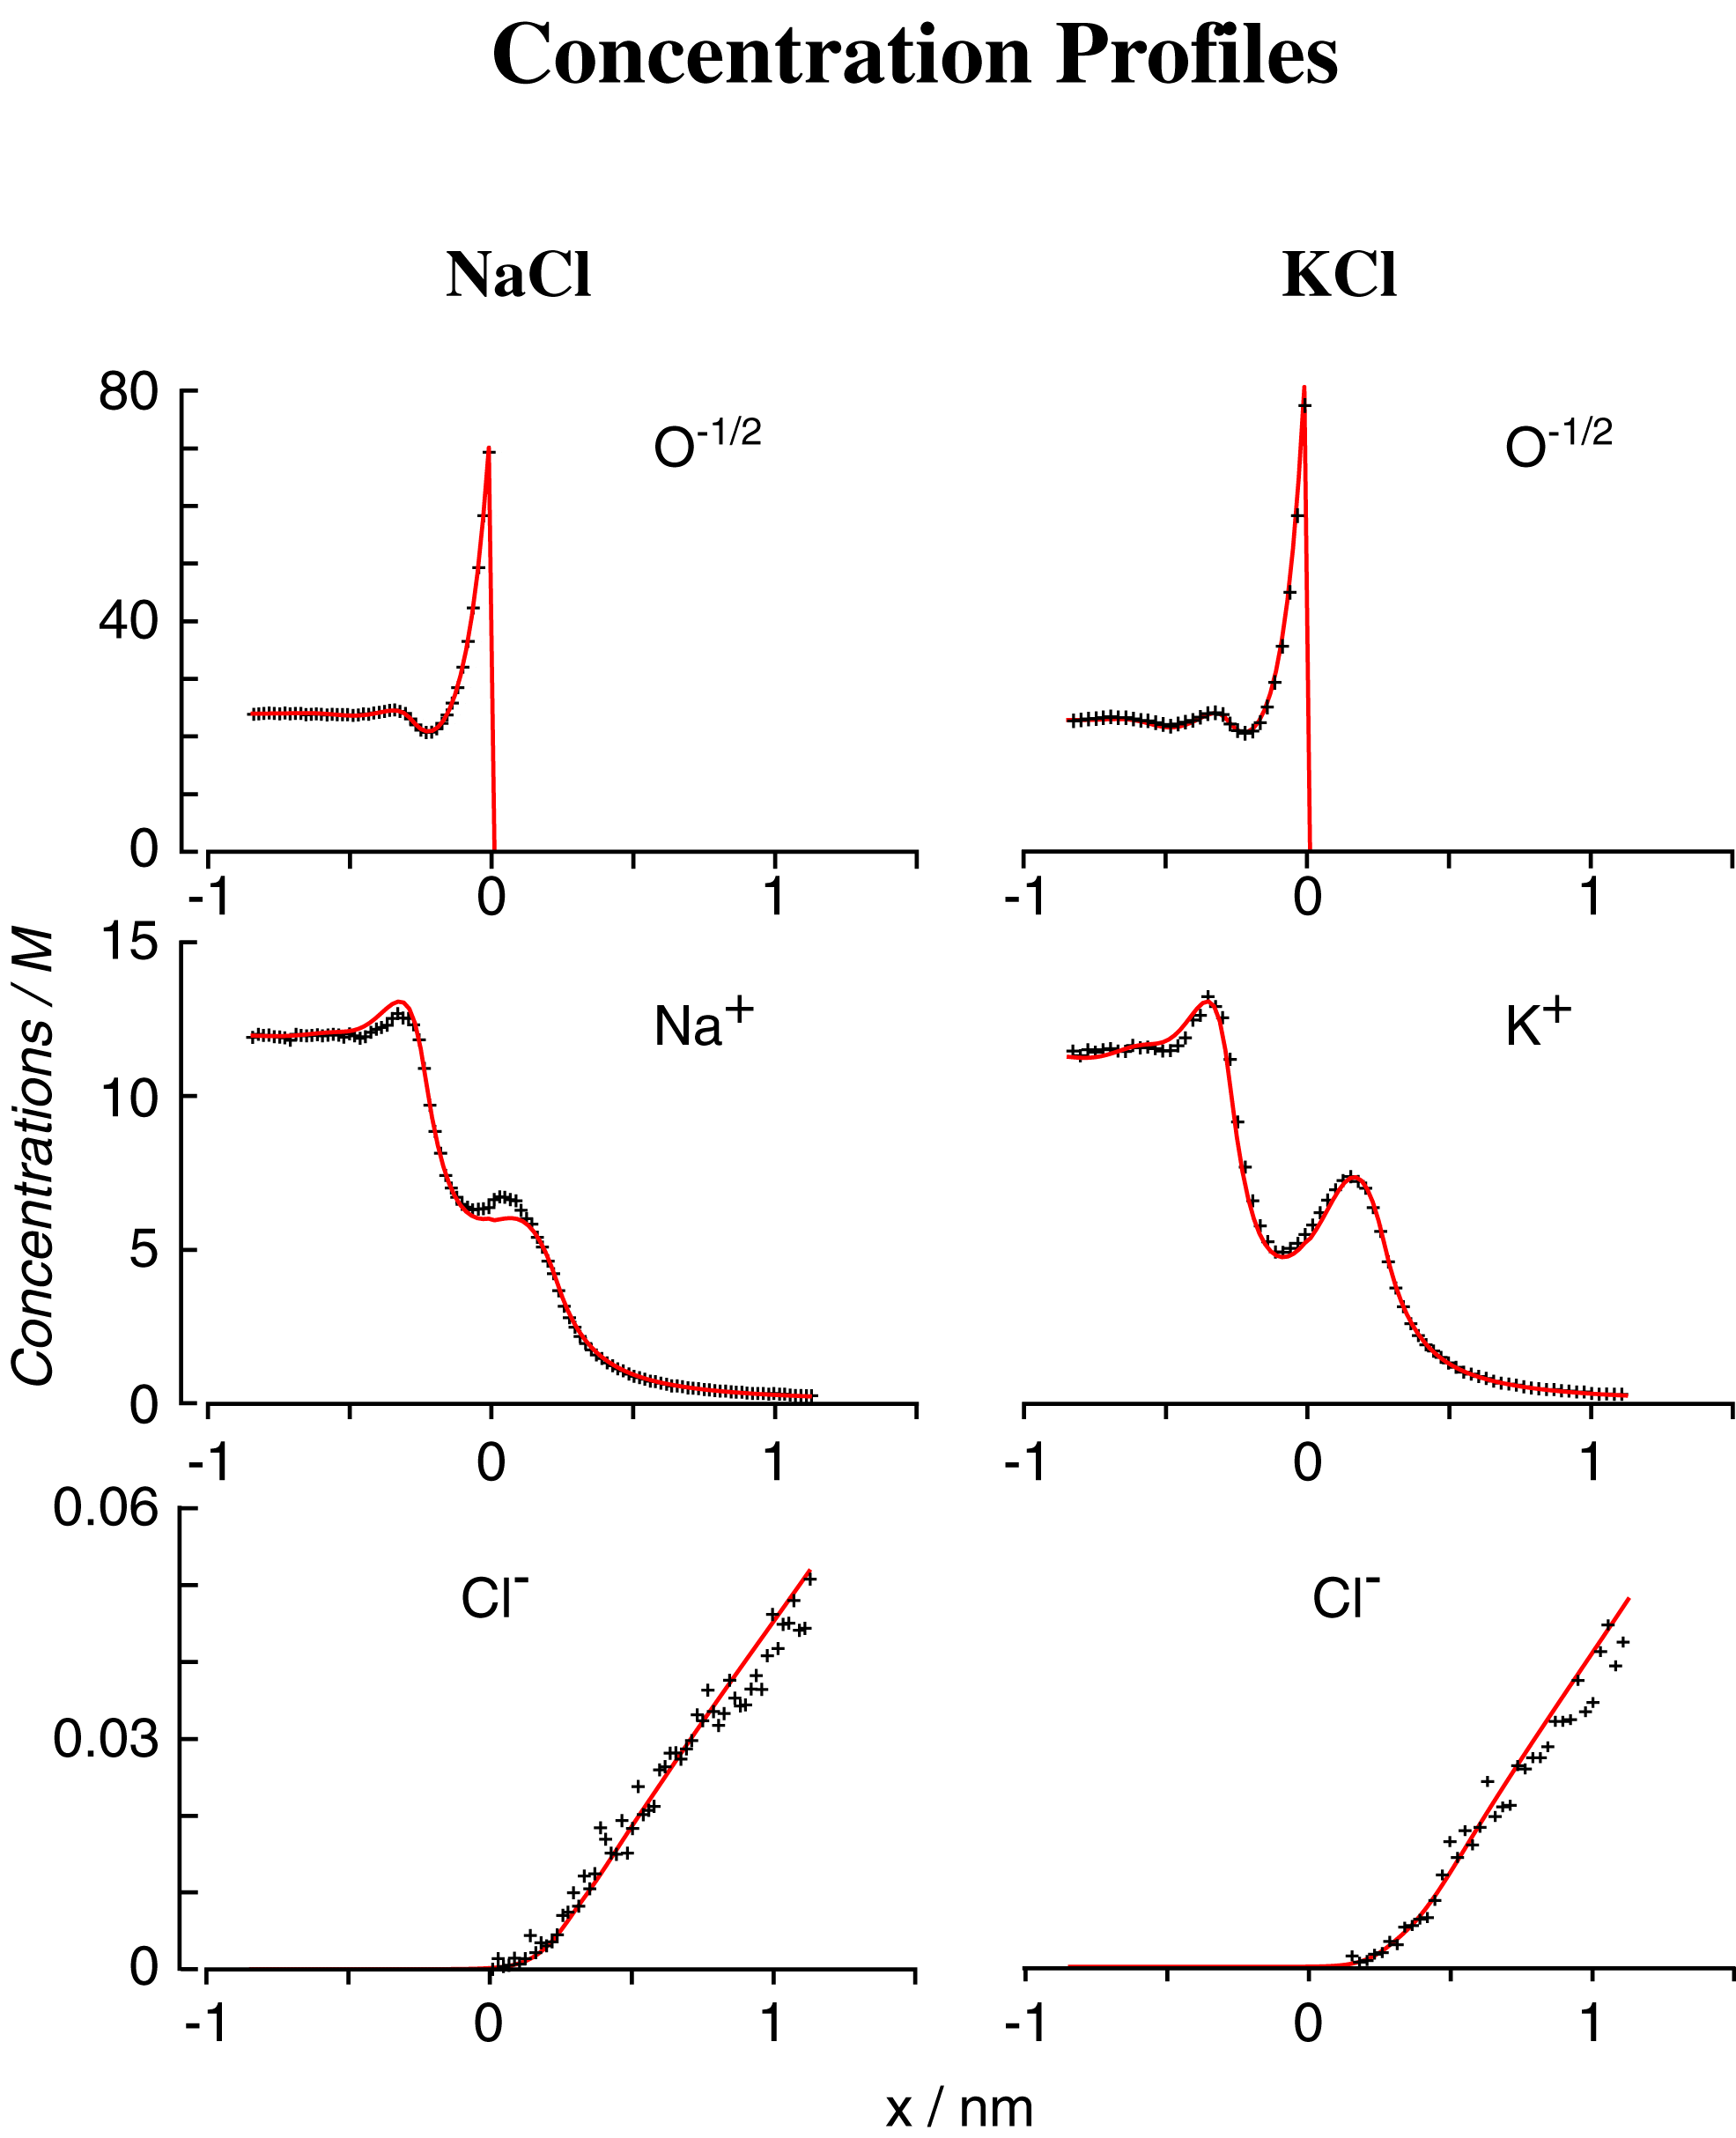 Concentration Profiles
NaCl KCl
80
40
0
O-1/2
O-1/2
-1 0 1
-1 0 1
15
10
5
0
Na+
K+
Concentrations / M
-1 0 1
-1 0 1
0.06
0.03
0
Cl-
Cl-
-1 0 1
-1 0 1
x / nm